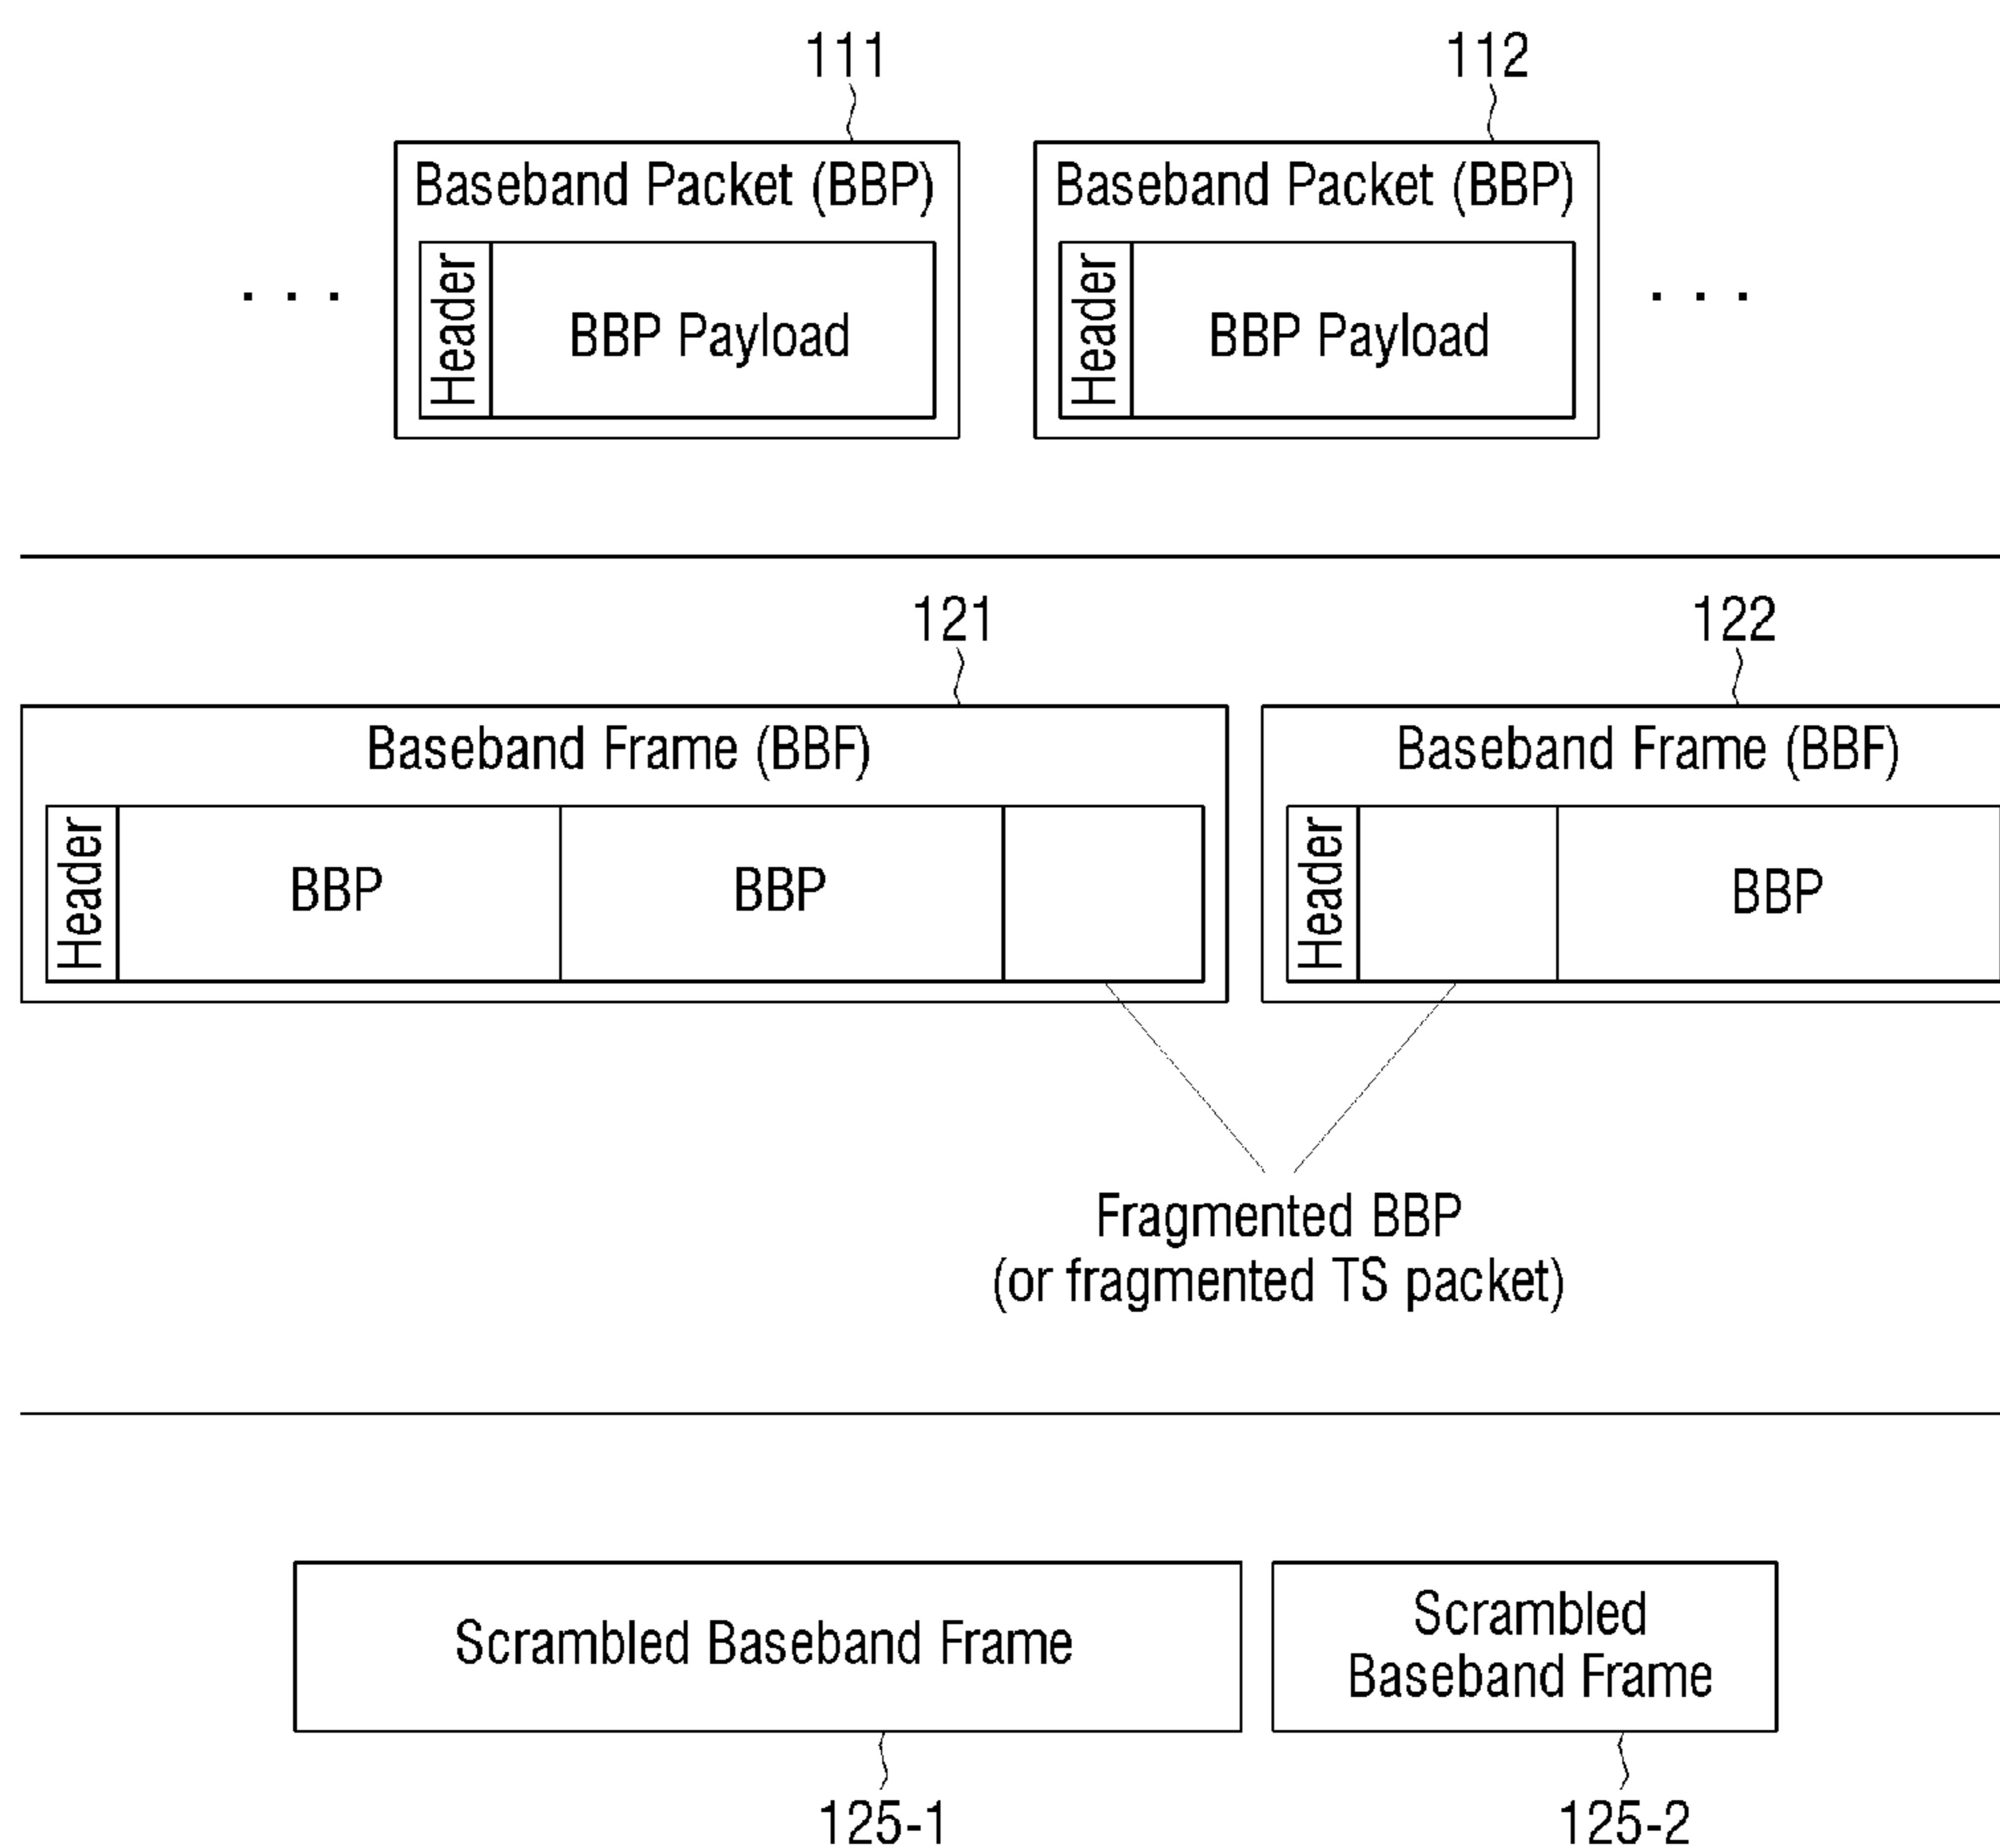 111
112
Baseband Packet (BBP)
Header
BBP Payload
Baseband Packet (BBP)
Header
BBP Payload
. . .
. . .
121
122
Baseband Frame (BBF)
Header
BBP
BBP
Baseband Frame (BBF)
Header
BBP
Fragmented BBP
(or fragmented TS packet)
Scrambled Baseband Frame
Scrambled
Baseband Frame
125-1
125-2